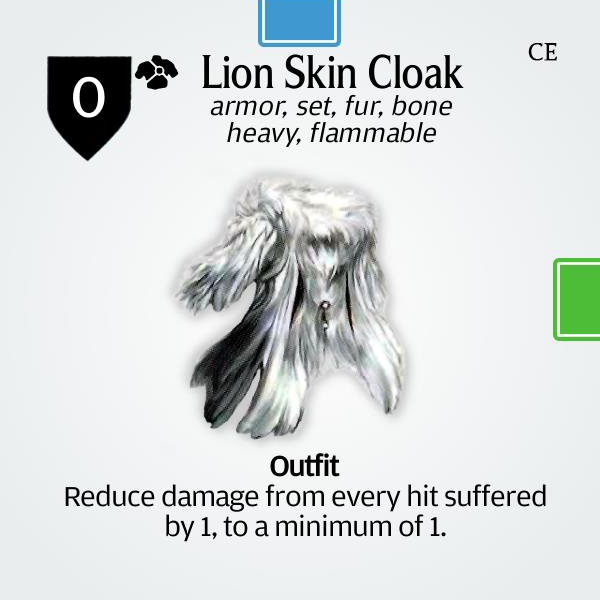 CE
0
Lion Skin Cloak
armor, set, fur, bone
heavy, flammable
Outfit
Reduce damage from every hit suffered
by 1, to a minimum of 1.